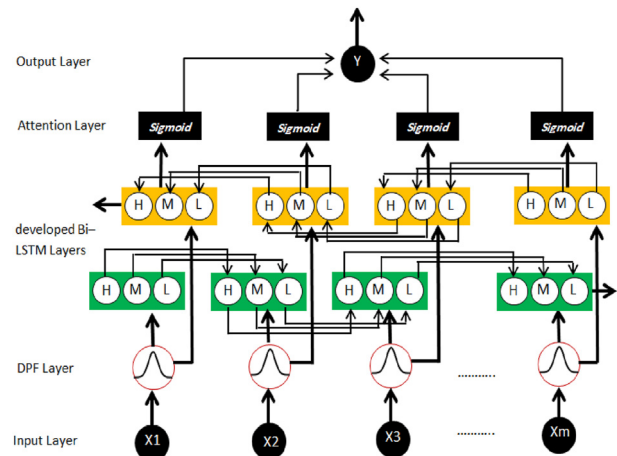 Output Layer
Y
Attention Layer
Sigmoid Sigmoid Sigmoid Sigmoid
H M L H M L H M L H M L
developed Bi–
LSTM Layers
H M L H M L H M L H M L
DPF Layer
...........
Input Layer
X1 X2 X3 ........... Xm